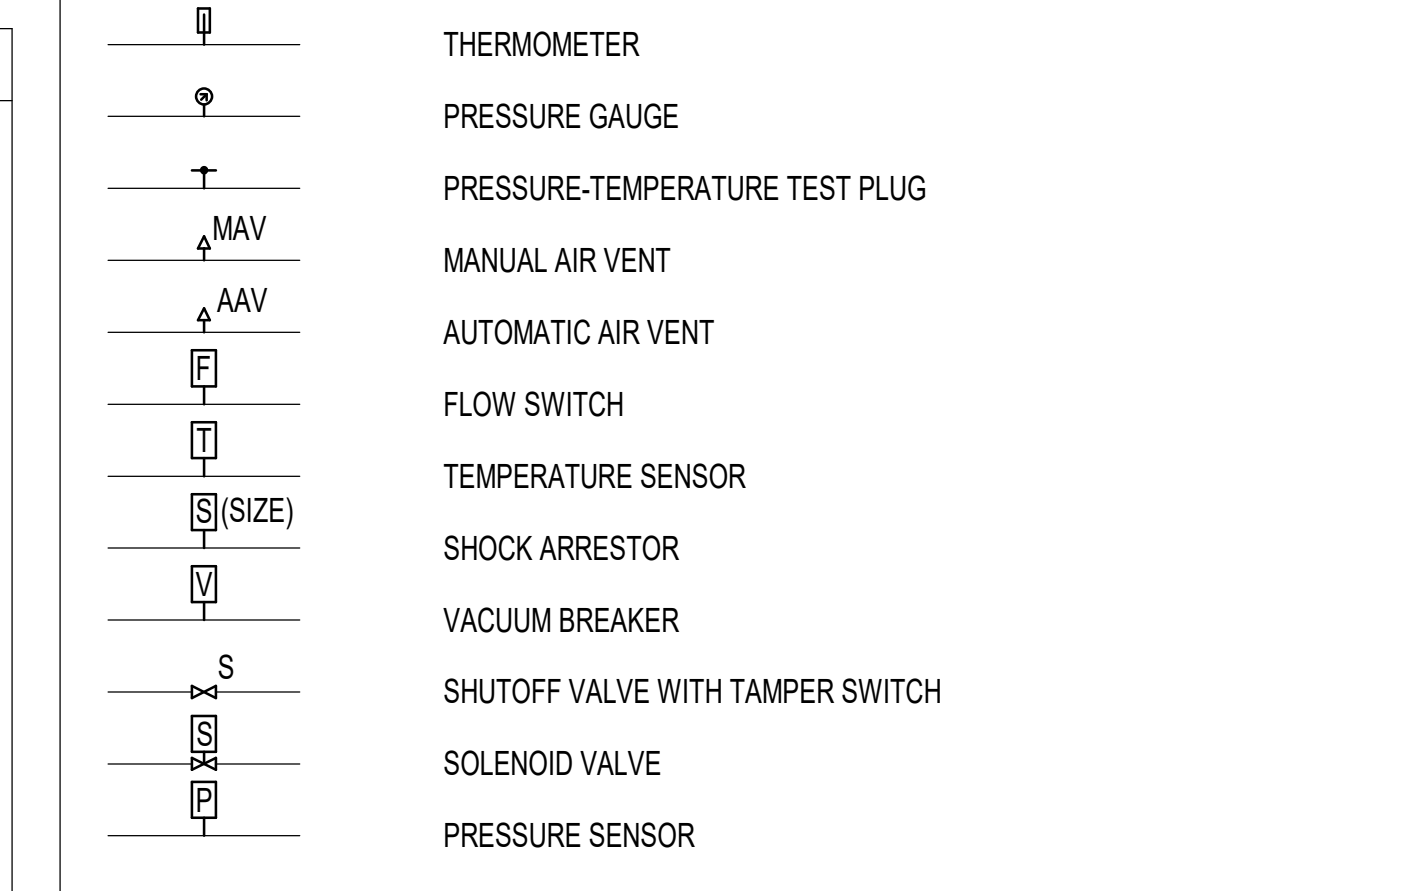 THERMOMETER
PRESSURE GAUGE
PRESSURE-TEMPERATURE TEST PLUG
MAV
MANUAL AIR VENT
AAV
AUTOMATIC AIR VENT
F
FLOW SWITCH
T
TEMPERATURE SENSOR
S (SIZE)
SHOCK ARRESTOR
V
VACUUM BREAKER
S
SHUTOFF VALVE WITH TAMPER SWITCH
S
SOLENOID VALVE
P
PRESSURE SENSOR